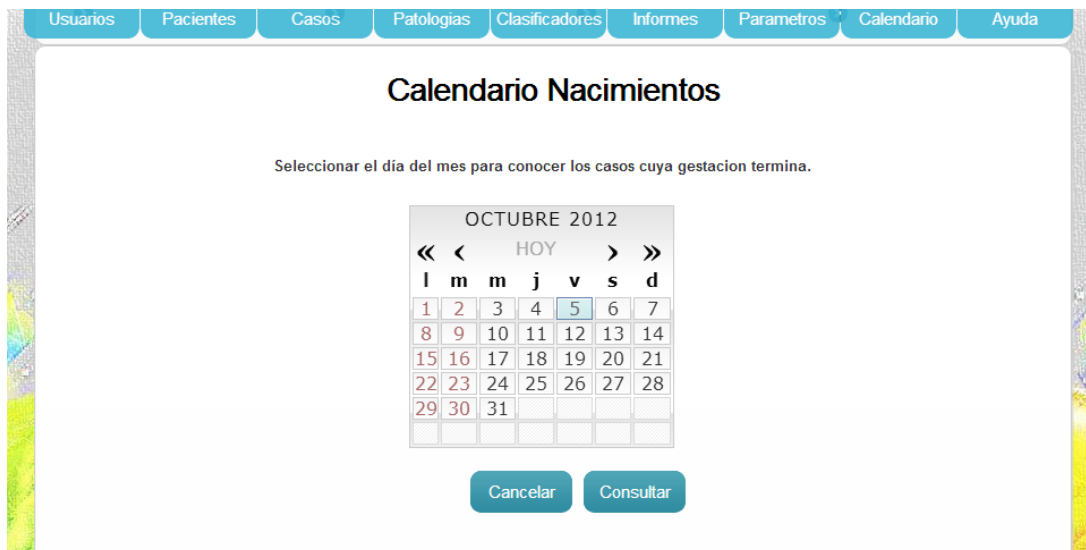 Usuarios Pacientes Casos Patologias Clasificadores Informes Parametros Calendario Ayuda
Calendario Nacimientos
Seleccionar el día del mes para conocer los casos cuya gestacion termina.
OCTUBRE 2012
« ‹ HOY › »
l m m j v s d
1 2 3 4 5 6 7
8 9 10 11 12 13 14
15 16 17 18 19 20 21
22 23 24 25 26 27 28
29 30 31
Cancelar Consultar